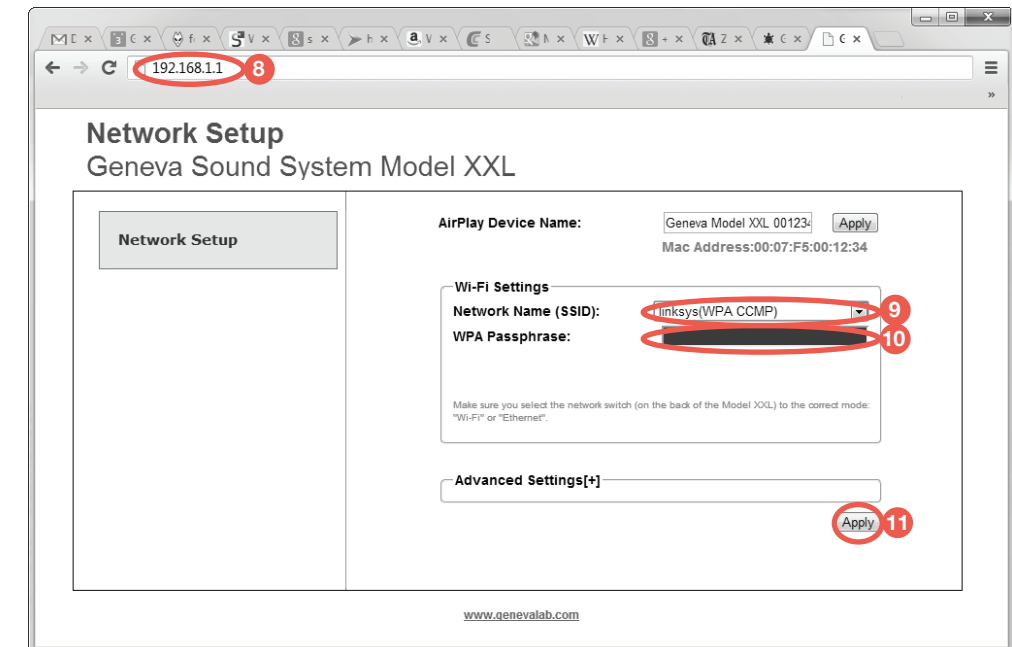 192.168.1.1 8
Network Setup
Geneva Sound System Model XXL
Network Setup
AirPlay Device Name: Geneva Model XXL 001234 Apply
Mac Address:00:07:F5:00:12:34
Wi-Fi Settings
Network Name (SSID): linksys(WPA CCMP) 9
WPA Passphrase: 10
Make sure you select the network switch (on the back of the Model XXL) to the correct mode:
"Wi-Fi" or "Ethernet".
Advanced Settings[+]
Apply 11
www.genevalab.com